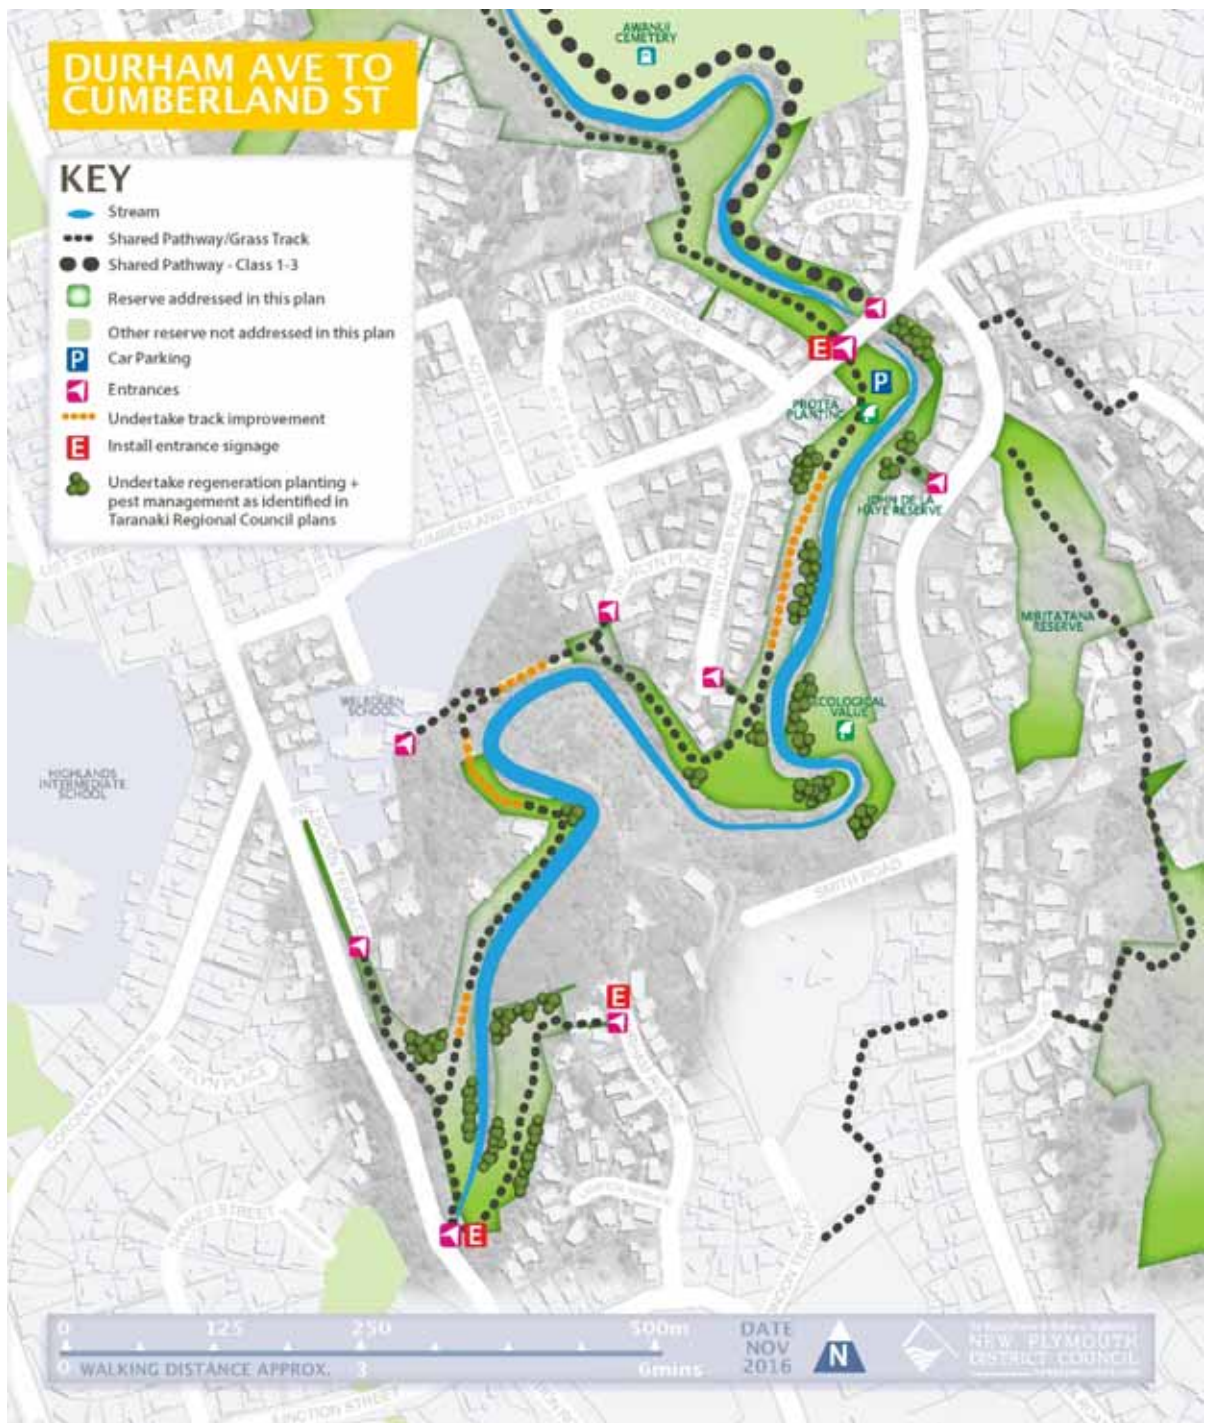 DURHAM AVE TO
CUMBERLAND ST
KEY
Stream
Shared Pathway/Grass Track
Shared Pathway - Class 1-3
Reserve addressed in this plan
Other reserve not addressed in this plan
P
Car Parking
Entrances
Undertake track improvement
E
Install entrance signage
Undertake regeneration planting +
pest management as identified in
Taranaki Regional Council plans
AWANUI
CEMETERY
E
P
PROTEA
PLANTING
JOHN DE LA
HAYE RESERVE
MIRITATANA
RESERVE
WELBOURN
SCHOOL
ECOLOGICAL
VALUE
HIGHLANDS
INTERMEDIATE
SCHOOL
SMITH ROAD
E
PLACE
STREET
E
0
125
250
500m
DATE
NOV
2016
N
NEW PLYMOUTH
DISTRICT COUNCIL
0
WALKING DISTANCE APPROX.
3
6mins